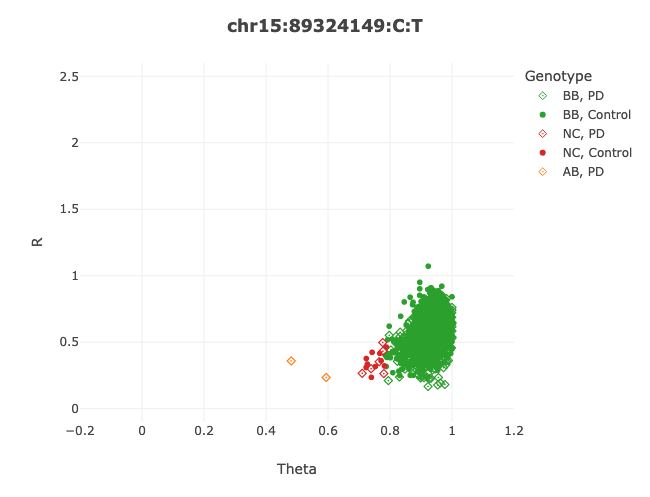 chr15:89324149:C:T
Genotype
BB, PD
BB, Control
NC, PD
NC, Control
AB, PD
2.5
2
1.5
1
0.5
0
R
−0.2 0 0.2 0.4 0.6 0.8 1 1.2
Theta